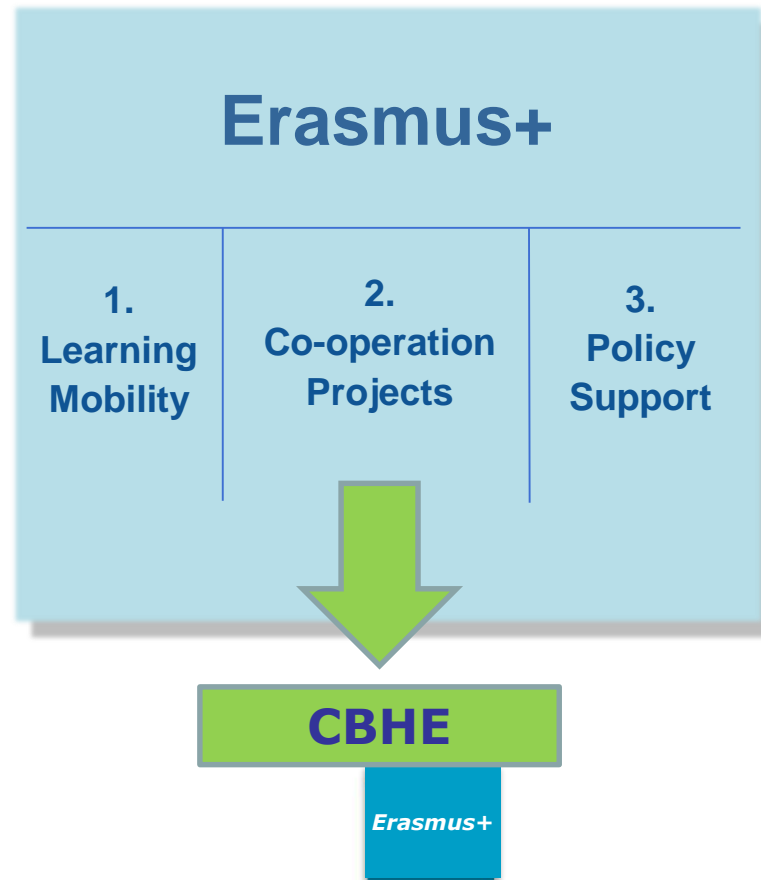 Erasmus+
1.
Learning
Mobility
2.
Co-operation
Projects
3.
Policy
Support
CBHE
Erasmus+